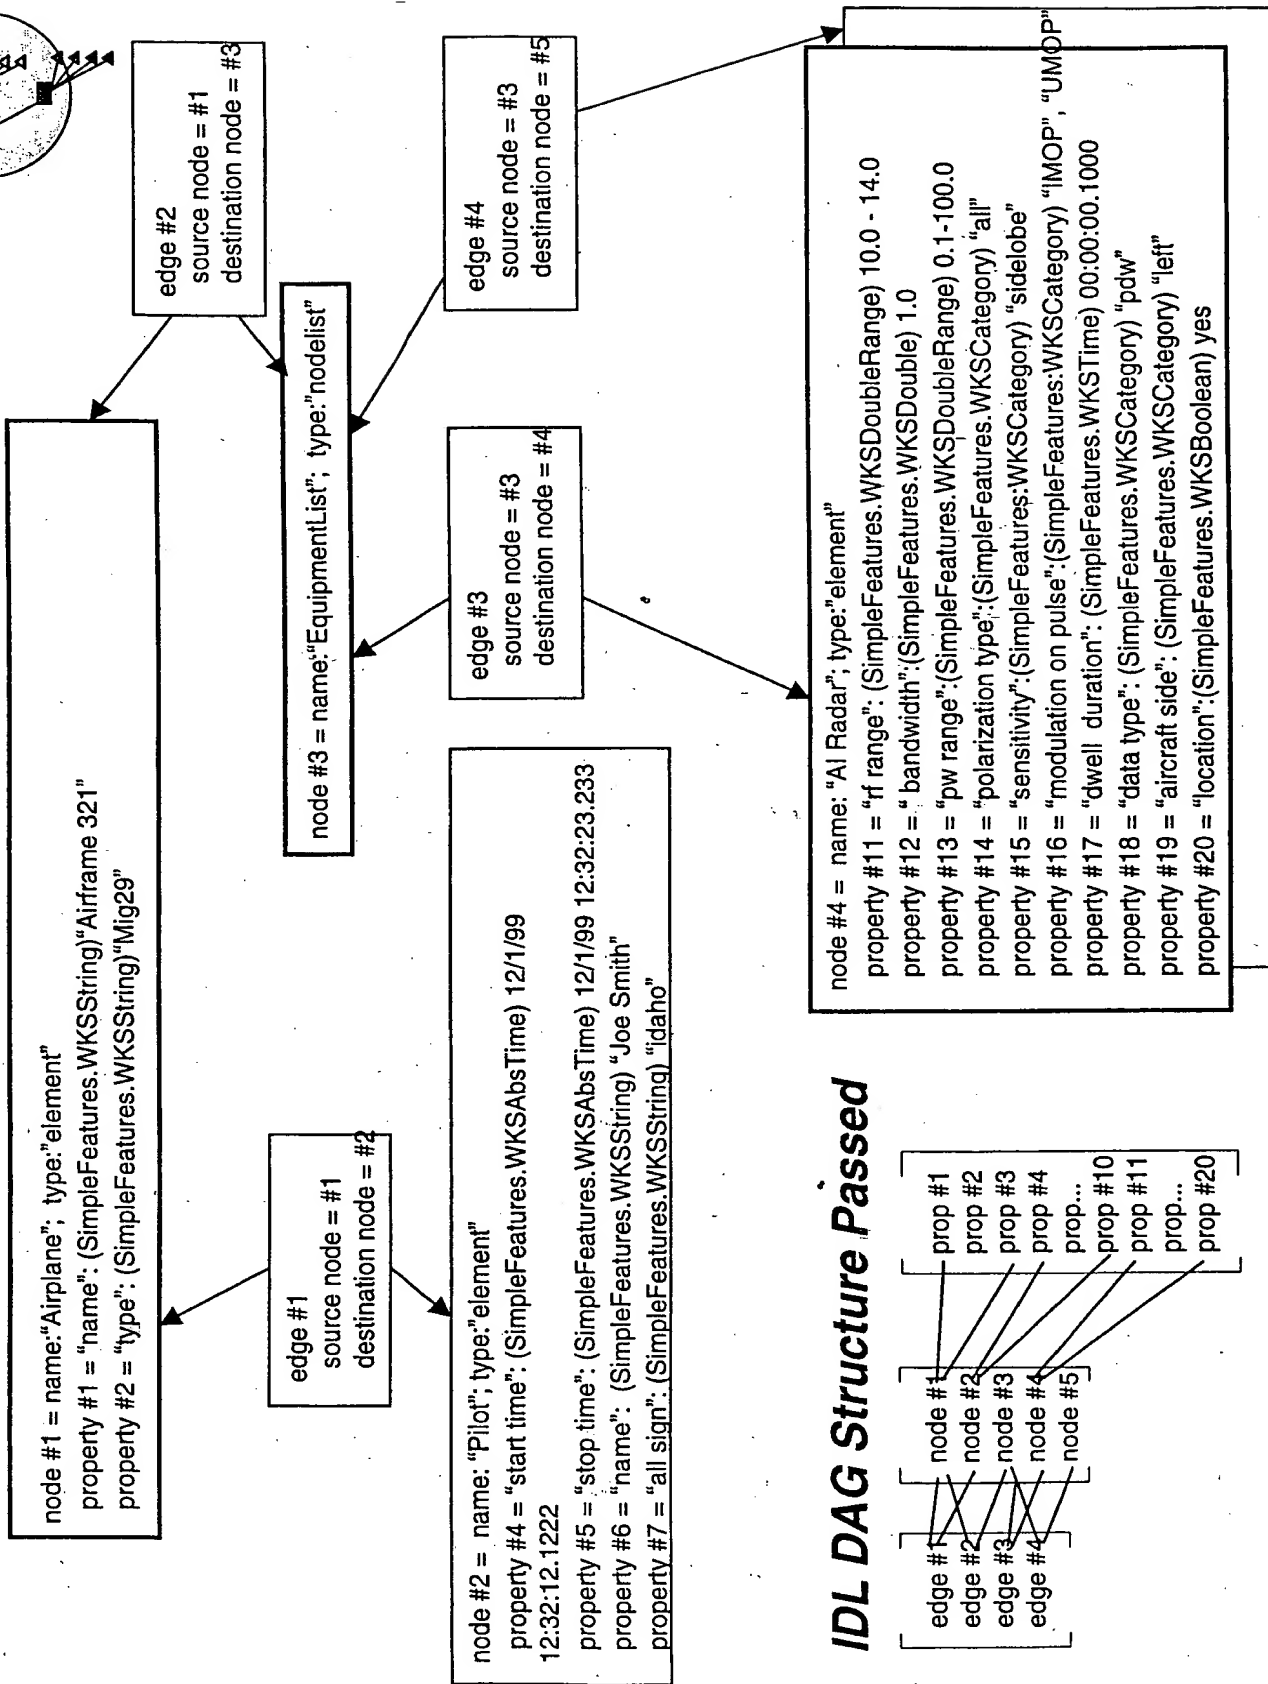 node #1 = name:"Airplane"; type:"element"
property #1 = "name": (SimpleFeatures.WKSString)"Airframe 321"
property #2 = "type": (SimpleFeatures.WKSString)"Mig29"
edge #2
source node = #1
destination node = #3
edge #1
source node = #1
destination node = #2
node #3 = name:"EquipmentList"; type:"nodelist"
edge #3
source node = #3
destination node = #4
edge #4
source node = #3
destination node = #5
node #2 = name: "Pilot"; type:"element"
property #4 = "start time": (SimpleFeatures.WKSAbsTime) 12/1/99
12:32:12.1222
property #5 = "stop time": (SimpleFeatures.WKSAbsTime) 12/1/99 12:32:23.233
property #6 = "name": (SimpleFeatures.WKSString) "Joe Smith"
property #7 = "all sign": (SimpleFeatures.WKSString) "idaho"
node #4 = name: "AI Radar"; type:"element"
property #11 = "rf range": (SimpleFeatures.WKSDoubleRange) 10.0 - 14.0
property #12 = " bandwidth":(SimpleFeatures.WKSDouble) 1.0
property #13 = "pw range":(SimpleFeatures.WKSDoubleRange) 0.1-100.0
property #14 = "polarization type":(SimpleFeatures.WKSCategory) "all"
property #15 = "sensitivity":(SimpleFeatures:WKSCategory) "sidelobe"
property #16 = "modulation on pulse":(SimpleFeatures:WKSCategory) "IMOP", "UMOP"
property #17 = "dwell duration": (SimpleFeatures.WKSTime) 00:00:00.1000
property #18 = "data type": (SimpleFeatures.WKSCategory) "pdw"
property #19 = "aircraft side": (SimpleFeatures.WKSCategory) "left"
property #20 = "location":(SimpleFeatures.WKSBoolean) yes
IDL DAG Structure Passed
edge #1
edge #2
edge #3
edge #4
node #1
node #2
node #3
node #4
node #5
prop #1
prop #2
prop #3
prop #4
prop...
prop #10
prop #11
prop...
prop #20